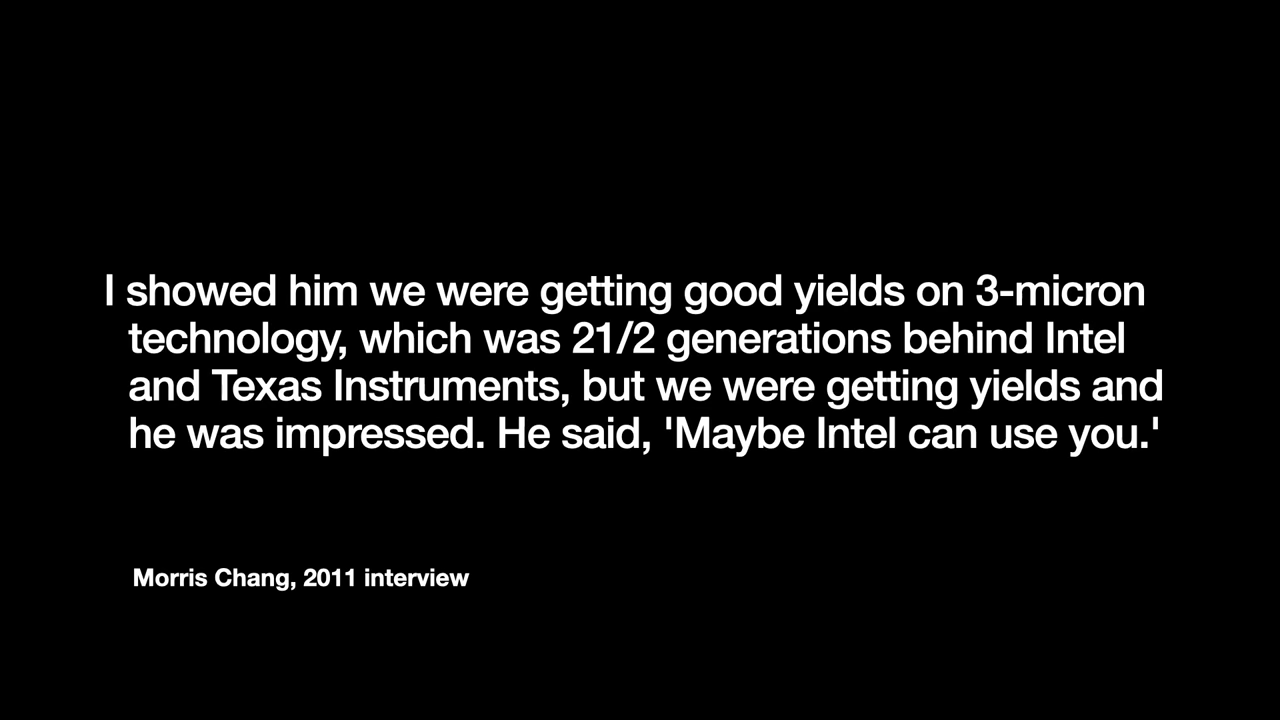 I showed him we were getting good yields on 3-micron
technology, which was 21/2 generations behind Intel
and Texas Instruments, but we were getting yields and
he was impressed. He said, 'Maybe Intel can use you.'
Morris Chang, 2011 interview